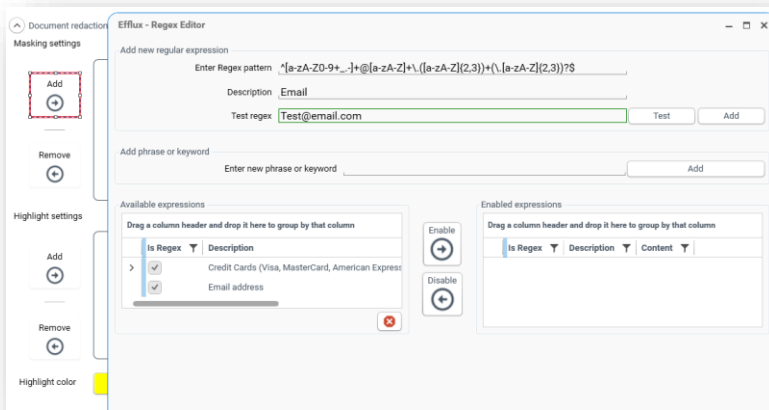 Document redaction
Efflux - Regex Editor
Masking settings
Add new regular expression
Enter Regex pattern ^[a-zA-Z0-9+_.-]+@[a-zA-Z]+\.([a-zA-Z]{2,3})+(\.[a-zA-Z]{2,3})?$
Add
Description Email
Test regex Test@email.com Test Add
Remove
Add phrase or keyword
Enter new phrase or keyword Add
Highlight settings
Available expressions
Enabled expressions
Drag a column header and drop it here to group by that column
Enable
Drag a column header and drop it here to group by that column
Is Regex Description
Is Regex Description Content
Add
Credit Cards (Visa, MasterCard, American Express
Email address
Disable
Remove
Highlight color